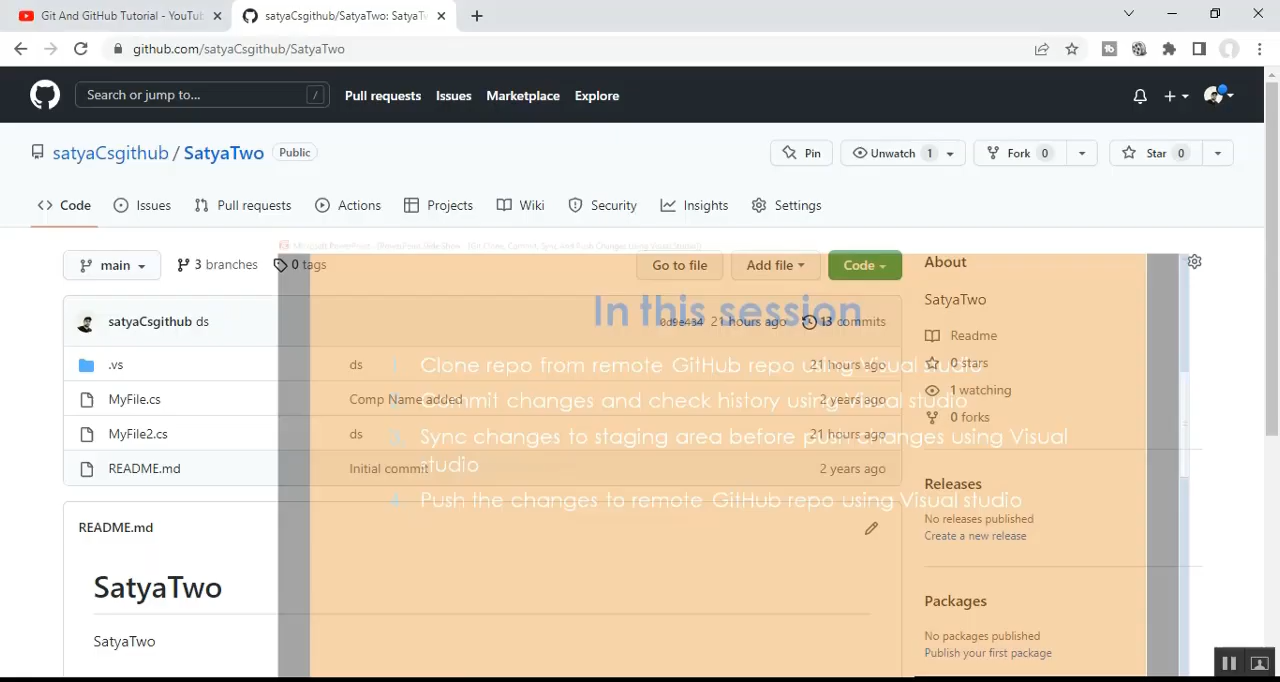 Git And GitHub Tutorial - YouTu
satyaCsgithub/SatyaTwo: SatyaTw
github.com/satyaCsgithub/SatyaTwo
Search or jump to...
/
Pull requests
Issues
Marketplace
Explore
satyaCsgithub / SatyaTwo
Public
Pin
Unwatch 1
Fork 0
Star 0
Code
Issues
Pull requests
Actions
Projects
Wiki
Security
Insights
Settings
Microsoft PowerPoint
main
3 branches
0 tags
Go to file
Add file
Code
In this session
satyaCsgithub ds
21 hours ago
13 commits
.vs
ds
21 hours ago
MyFile.cs
Comp Name added
2 years ago
MyFile2.cs
ds
21 hours ago
README.md
Initial commit
2 years ago
Clone repo from remote GitHub repo using Visual studio
Commit changes and check history using Visual studio
Sync changes to staging area before push changes using Visual
studio
Push the changes to remote GitHub repo using Visual studio
README.md
SatyaTwo
SatyaTwo
About
SatyaTwo
Readme
0 stars
1 watching
0 forks
Releases
No releases published
Create a new release
Packages
No packages published
Publish your first package